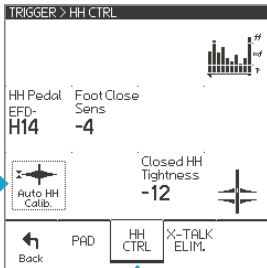 TRIGGER > HH CTRL
ff
mf
p
HH Pedal
EFD-
H14
Foot Close
Sens
-4
Auto HH
Calib.
Closed HH
Tightness
-12
Back
PAD
HH
CTRL
X-TALK
ELIM.